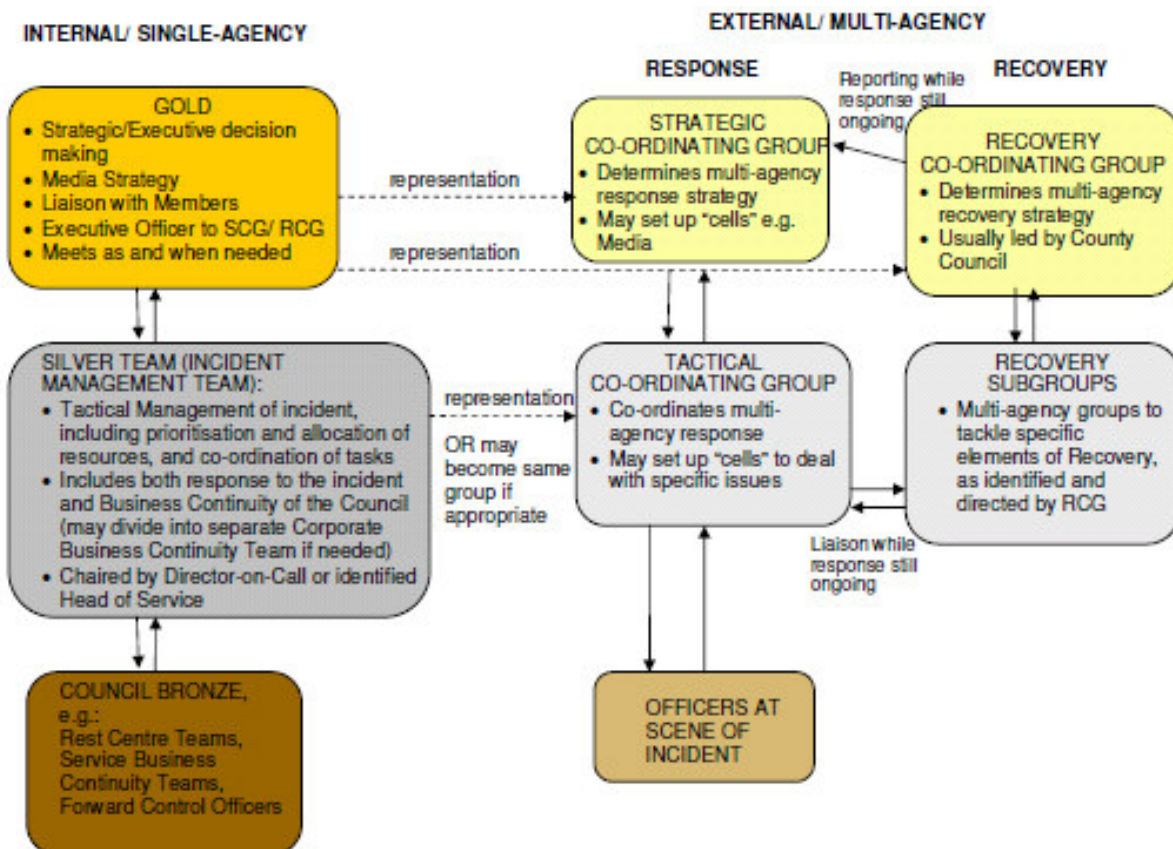 INTERNAL/ SINGLE-AGENCY
EXTERNAL/ MULTI-AGENCY
RESPONSE
RECOVERY
GOLD
• Strategic/Executive decision
making
• Media Strategy
• Liaison with Members
• Executive Officer to SCG/ RCG
• Meets as and when needed
representation
representation
STRATEGIC
CO-ORDINATING GROUP
• Determines multi-agency
response strategy
• May set up “cells” e.g.
Media
Reporting while
response still
ongoing
RECOVERY
CO-ORDINATING GROUP
• Determines multi-agency
recovery strategy
• Usually led by County
Council
SILVER TEAM (INCIDENT
MANAGEMENT TEAM):
• Tactical Management of incident,
including prioritisation and allocation of
resources, and co-ordination of tasks
• Includes both response to the incident
and Business Continuity of the Council
(may divide into separate Corporate
Business Continuity Team if needed)
• Chaired by Director-on-Call or identified
Head of Service
representation
OR may
become same
group if
appropriate
TACTICAL
CO-ORDINATING GROUP
• Co-ordinates multi-
agency response
• May set up “cells” to deal
with specific issues
RECOVERY
SUBGROUPS
• Multi-agency groups to
tackle specific
elements of Recovery,
as identified and
directed by RCG
Liaison while
response still
ongoing
COUNCIL BRONZE,
e.g.:
Rest Centre Teams,
Service Business
Continuity Teams,
Forward Control Officers
OFFICERS AT
SCENE OF
INCIDENT